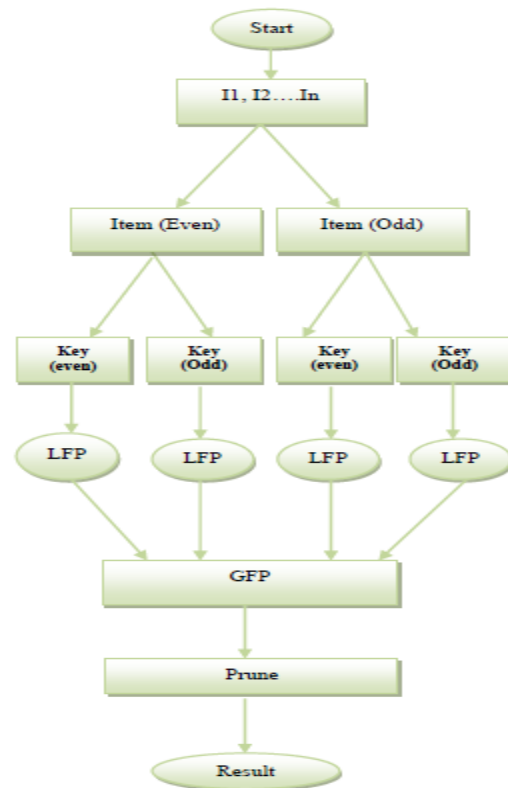 Start
I1, I2....In
Item (Even)
Item (Odd)
Key
(even)
Key
(Odd)
Key
(even)
Key
(Odd)
LFP
LFP
LFP
LFP
GFP
Prune
Result